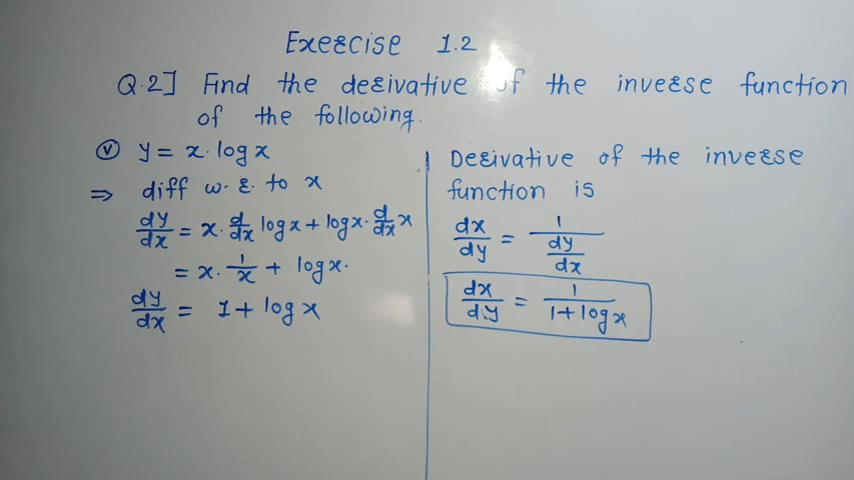 Exercise 1.2
Q.2] Find the derivative of the inverse function
of the following.
(v) y = x · log x
⇒ diff w. r. to x
dy/dx = x · d/dx log x + log x · d/dx x
= x · 1/x + log x ·
dy/dx = 1 + log x
Derivative of the inverse
function is
dx/dy = 1/(dy/dx)
dx/dy = 1/(1 + log x)